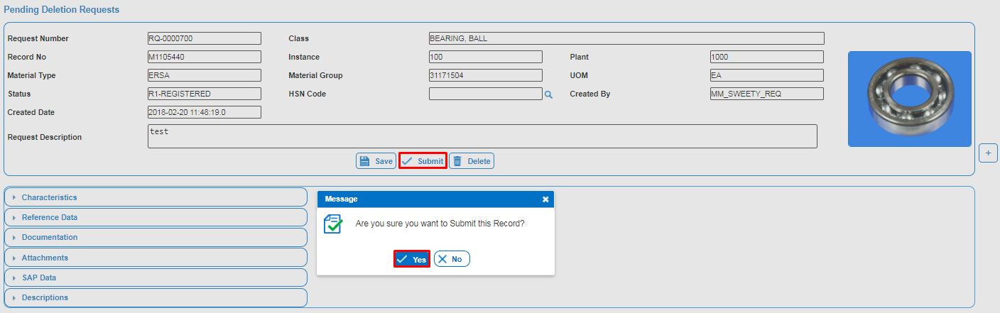 Pending Deletion Requests
Request Number RQ-0000700 Class BEARING, BALL
Record No M1105440 Instance 100 Plant 1000
Material Type ERSA Material Group 31171504 UOM EA
Status R1-REGISTERED HSN Code Created By MM_SWEETY_REQ
Created Date 2018-02-20 11:48:19.0
Request Description test
Save Submit Delete
+
Characteristics
Reference Data
Documentation
Attachments
SAP Data
Descriptions
Message
Are you sure you want to Submit this Record?
Yes No